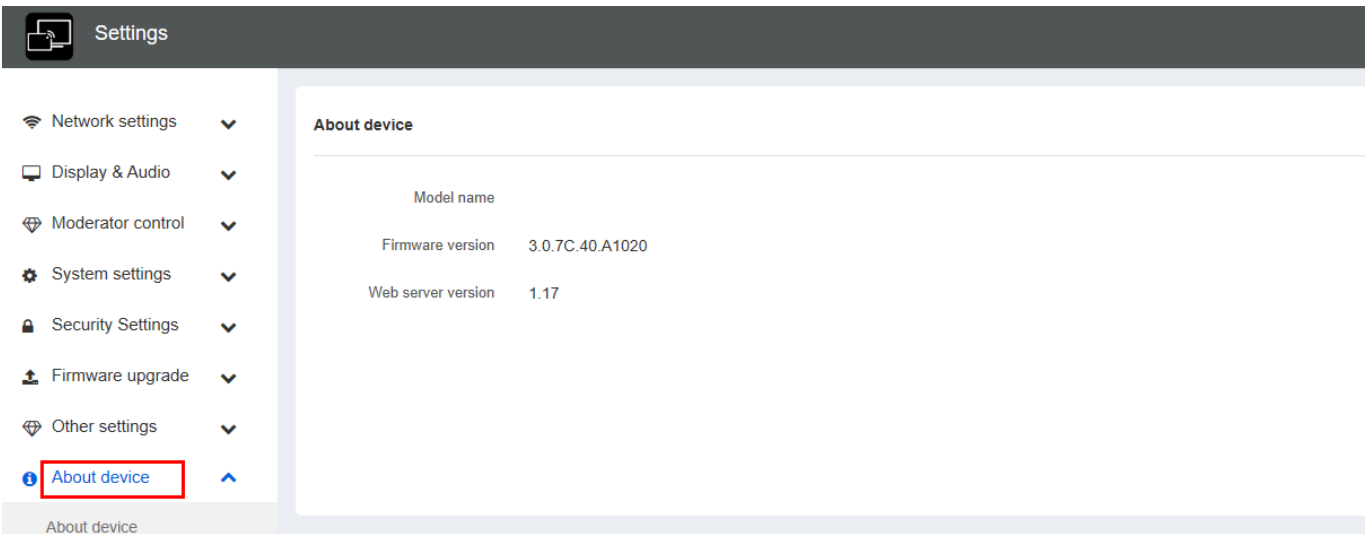 Settings
Network settings
Display & Audio
Moderator control
System settings
Security Settings
Firmware upgrade
Other settings
About device
About device
About device
Model name
Firmware version 3.0.7C.40.A1020
Web server version 1.17